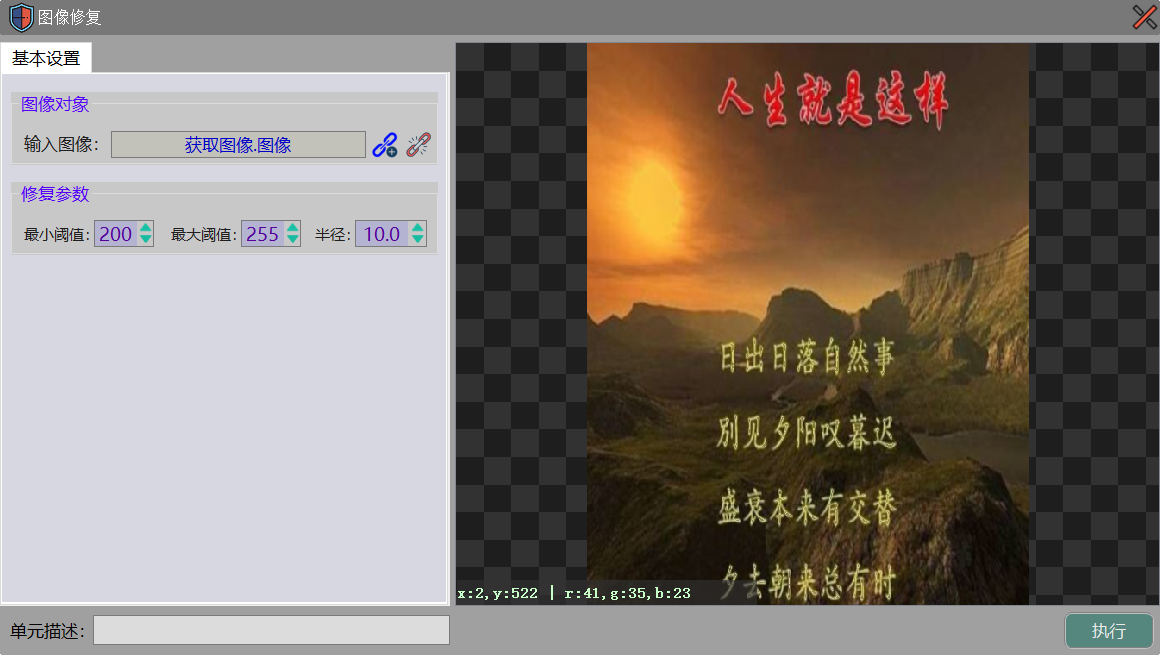 图像修复
基本设置
图像对象
输入图像: 获取图像.图像
修复参数
最小阈值: 200 最大阈值: 255 半径: 10.0
人生就是这样
日出日落自然事
别见夕阳叹暮迟
盛衰本来有交替
夕去朝来总有时
x:2,y:522 | r:41,g:35,b:23
单元描述:
执行